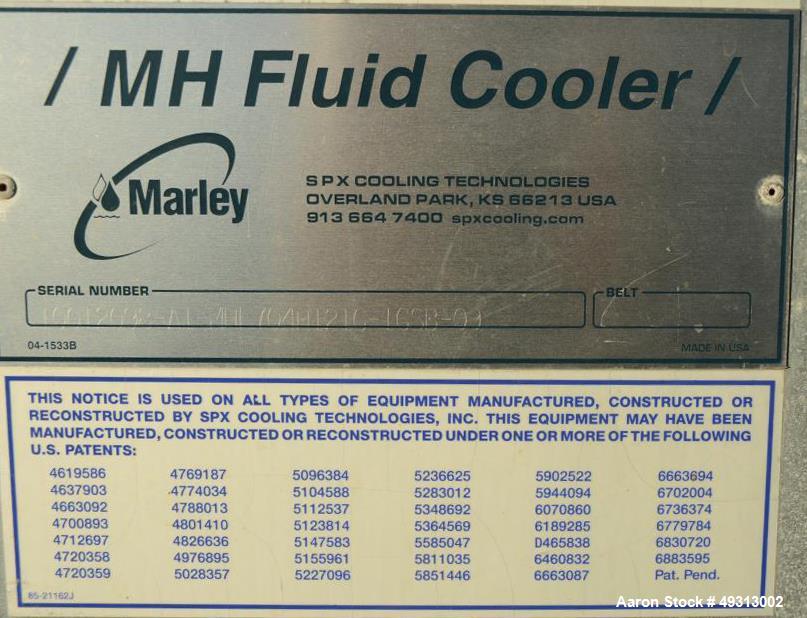 / MH Fluid Cooler /
Marley
SPX COOLING TECHNOLOGIES
OVERLAND PARK, KS 66213 USA
913 664 7400 spxcooling.com
SERIAL NUMBER
BELT
04-1533B
MADE IN USA
THIS NOTICE IS USED ON ALL TYPES OF EQUIPMENT MANUFACTURED, CONSTRUCTED OR
RECONSTRUCTED BY SPX COOLING TECHNOLOGIES, INC. THIS EQUIPMENT MAY HAVE BEEN
MANUFACTURED, CONSTRUCTED OR RECONSTRUCTED UNDER ONE OR MORE OF THE FOLLOWING
U.S. PATENTS:
4619586 4769187 5096384 5236625 5902522 6663694
4637903 4774034 5104588 5283012 5944094 6702004
4663092 4788013 5112537 5348692 6070860 6736374
4700893 4801410 5123814 5364569 6189285 6779784
4712697 4826636 5147583 5585047 D465838 6830720
4720358 4976895 5155961 5811035 6460832 6883595
4720359 5028357 5227096 5851446 6663087 Pat. Pend.
85-21162J
Aaron Stock # 49313002